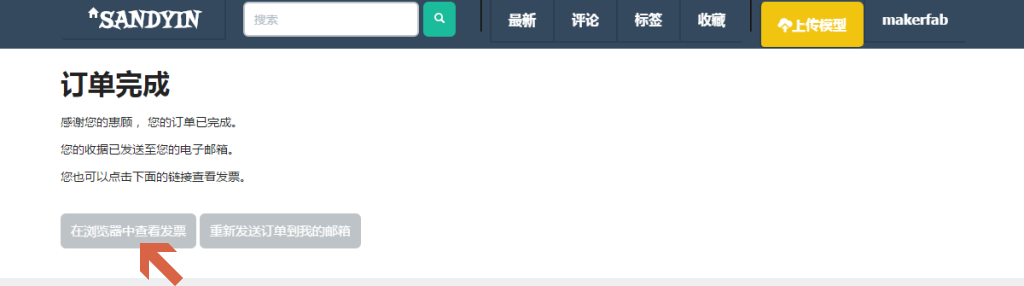 SANDYIN 搜索 最新 评论 标签 收藏 上传模型 makerfab
订单完成
感谢您的惠顾 ，您的订单已完成。
您的收据已发送至您的电子邮箱。
您也可以点击下面的链接查看发票。
在浏览器中查看发票 重新发送订单到我的邮箱